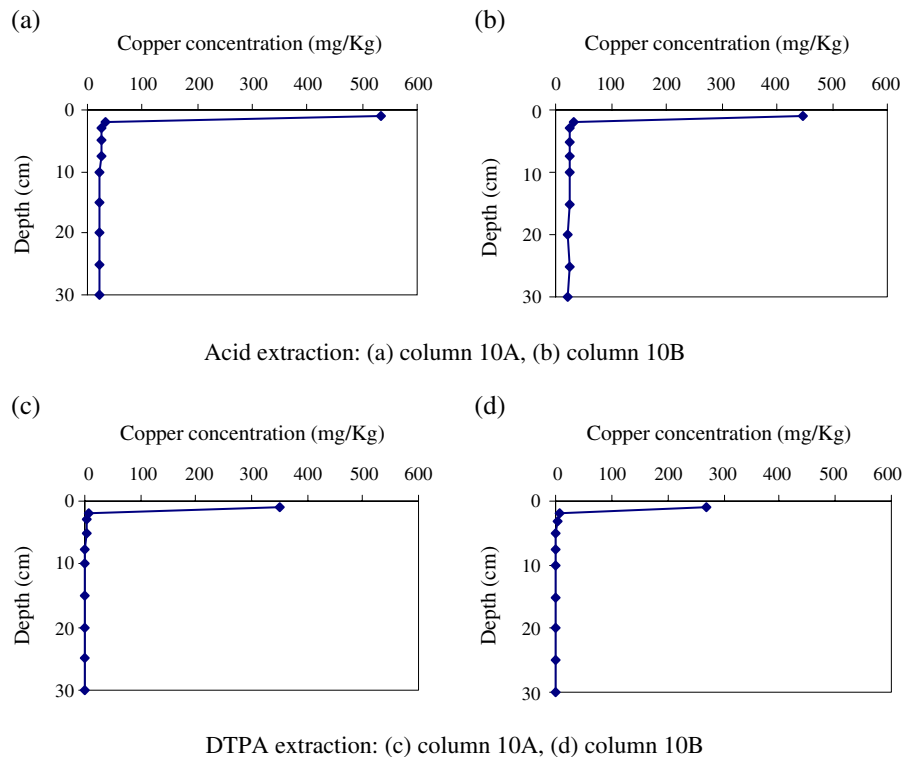 (a)
Copper concentration (mg/Kg)
0 100 200 300 400 500 600
0
10
20
30
Depth (cm)
(b)
Copper concentration (mg/Kg)
0 100 200 300 400 500 600
0
10
20
30
Depth (cm)
Acid extraction: (a) column 10A, (b) column 10B
(c)
Copper concentration (mg/Kg)
0 100 200 300 400 500 600
0
10
20
30
Depth (cm)
(d)
Copper concentration (mg/Kg)
0 100 200 300 400 500 600
0
10
20
30
Depth (cm)
DTPA extraction: (c) column 10A, (d) column 10B